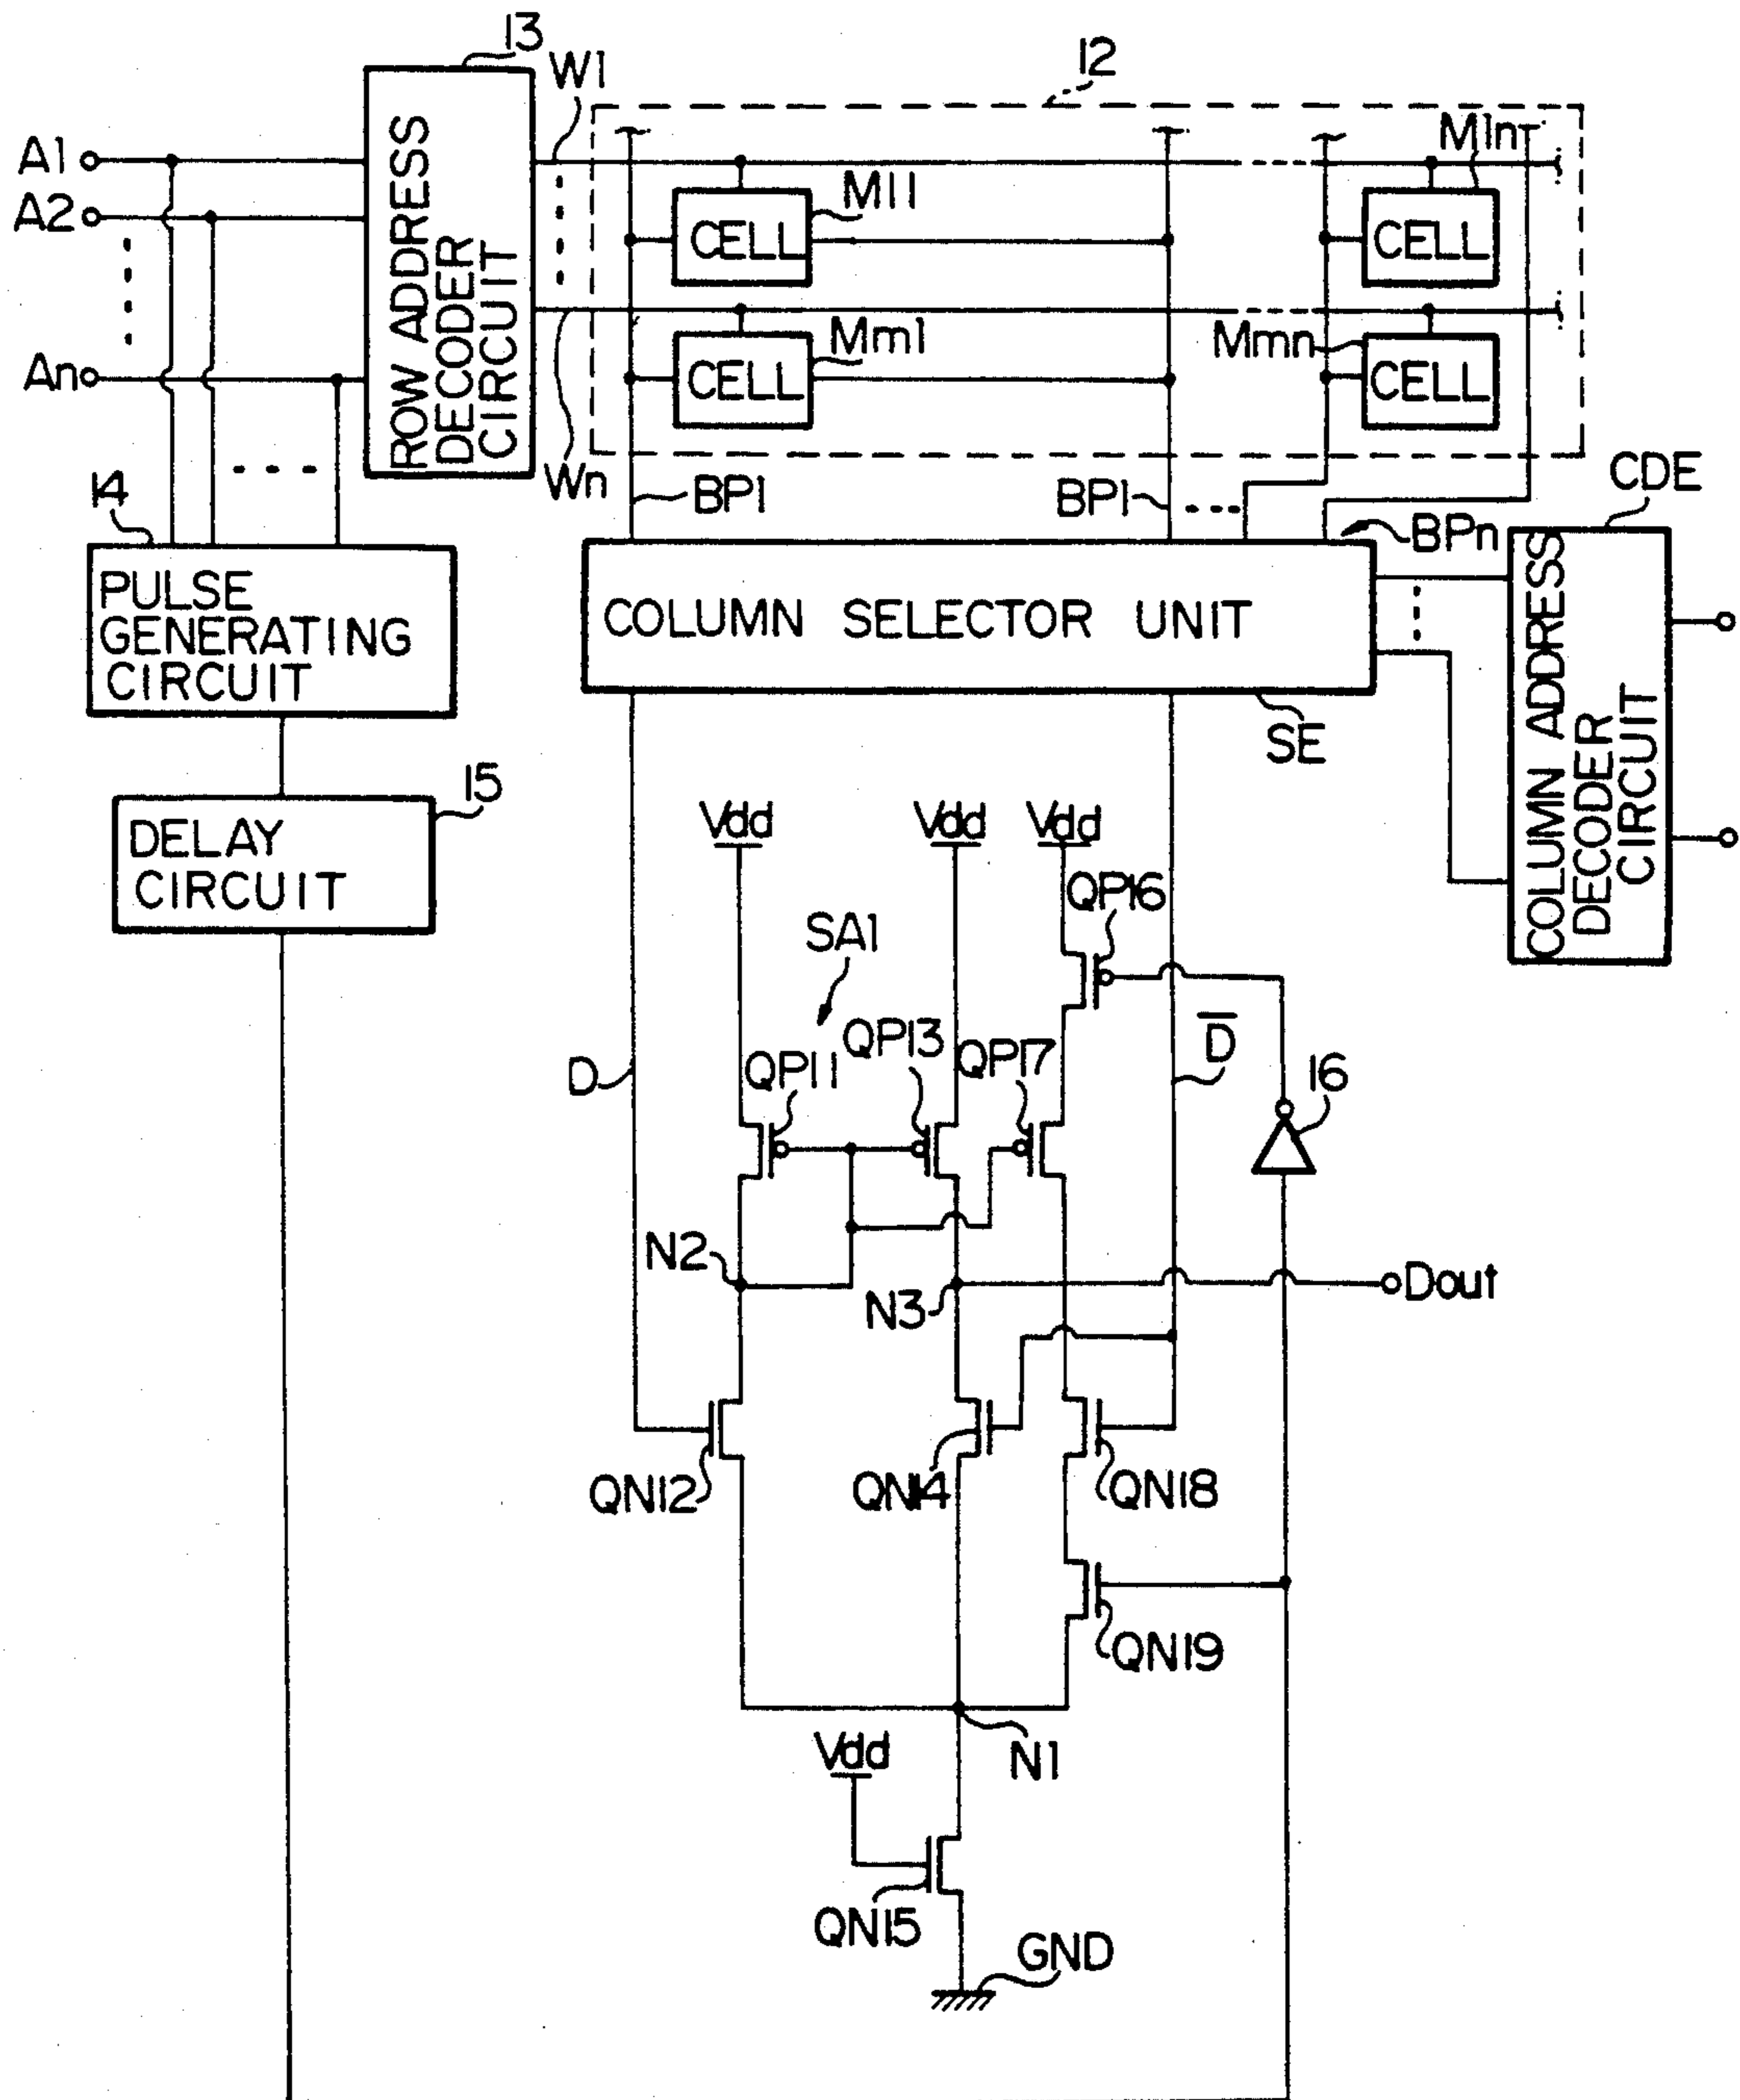 13
W1
12
A1
M1n
M11
CELL
CELL
A2
ROW ADDRESS
DECODER
CIRCUIT
Mm1
Mmn
An
CELL
CELL
Wn
BP1
BP1
BPn
CDE
14
PULSE
GENERATING
CIRCUIT
COLUMN SELECTOR UNIT
SE
COLUMN ADDRESS
DECODER
CIRCUIT
15
DELAY
CIRCUIT
Vdd
Vdd
Vdd
QP16
SA1
QP11
QP13
QP17
D
D̅
16
N2
N3
Dout
QN12
QN14
QN18
QN19
N1
Vdd
QN15
GND